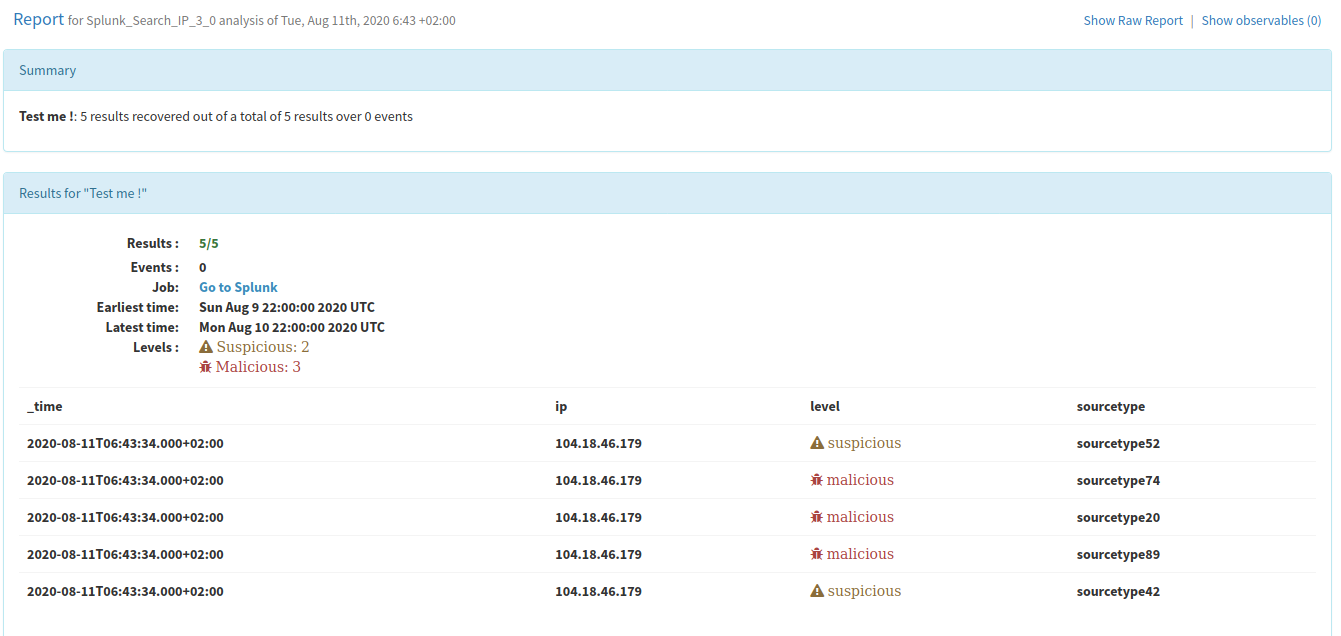 Report for Splunk_Search_IP_3_0 analysis of Tue, Aug 11th, 2020 6:43 +02:00 Show Raw Report | Show observables (0)
Summary
Test me !: 5 results recovered out of a total of 5 results over 0 events
Results for "Test me !"
Results : 5/5
Events : 0
Job: Go to Splunk
Earliest time: Sun Aug 9 22:00:00 2020 UTC
Latest time: Mon Aug 10 22:00:00 2020 UTC
Levels : Suspicious: 2
Malicious: 3
_time ip level sourcetype
2020-08-11T06:43:34.000+02:00 104.18.46.179 suspicious sourcetype52
2020-08-11T06:43:34.000+02:00 104.18.46.179 malicious sourcetype74
2020-08-11T06:43:34.000+02:00 104.18.46.179 malicious sourcetype20
2020-08-11T06:43:34.000+02:00 104.18.46.179 malicious sourcetype89
2020-08-11T06:43:34.000+02:00 104.18.46.179 suspicious sourcetype42